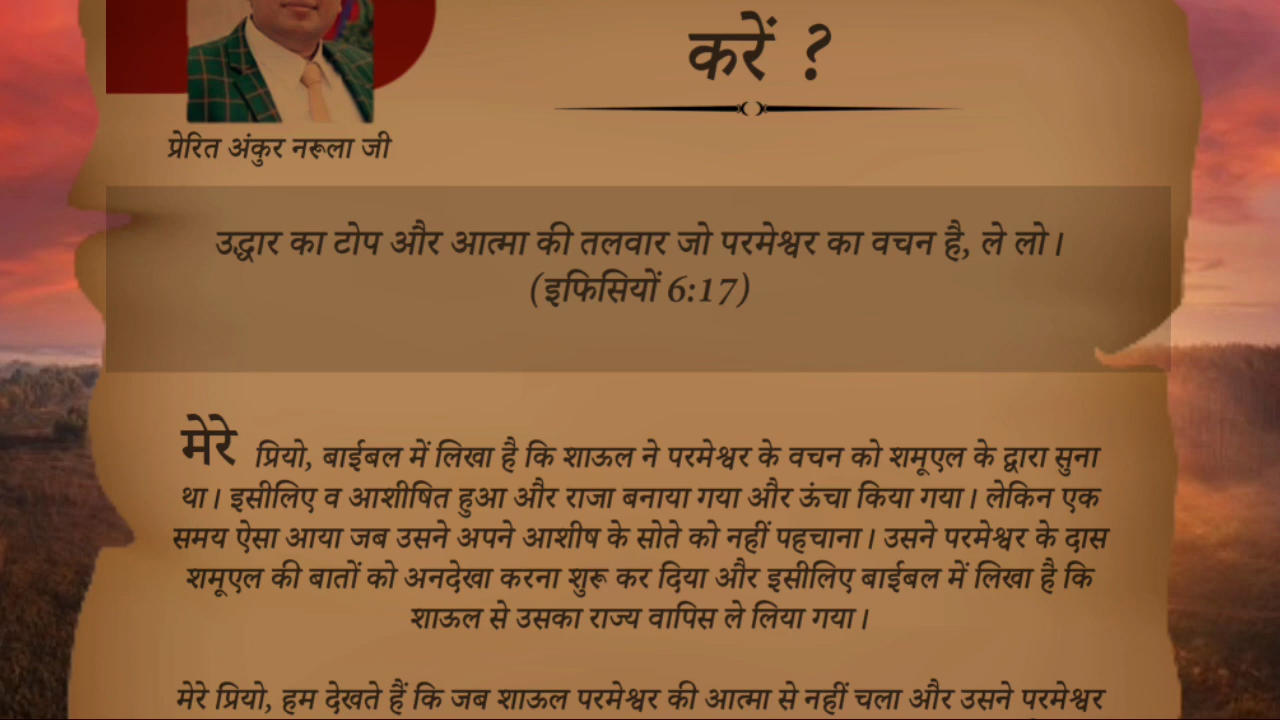 करें ?
प्रेरित अंकुर नरूला जी
उद्धार का टोप और आत्मा की तलवार जो परमेश्वर का वचन है, ले लो।
(इफिसियों 6:17)
मेरे प्रियो, बाईबल में लिखा है कि शाऊल ने परमेश्वर के वचन को शमूएल के द्वारा सुना
था। इसीलिए व आशीषित हुआ और राजा बनाया गया और ऊंचा किया गया। लेकिन एक
समय ऐसा आया जब उसने अपने आशीष के सोते को नहीं पहचाना। उसने परमेश्वर के दास
शमूएल की बातों को अनदेखा करना शुरू कर दिया और इसीलिए बाईबल में लिखा है कि
शाऊल से उसका राज्य वापिस ले लिया गया।
मेरे प्रियो, हम देखते हैं कि जब शाऊल परमेश्वर की आत्मा से नहीं चला और उसने परमेश्वर